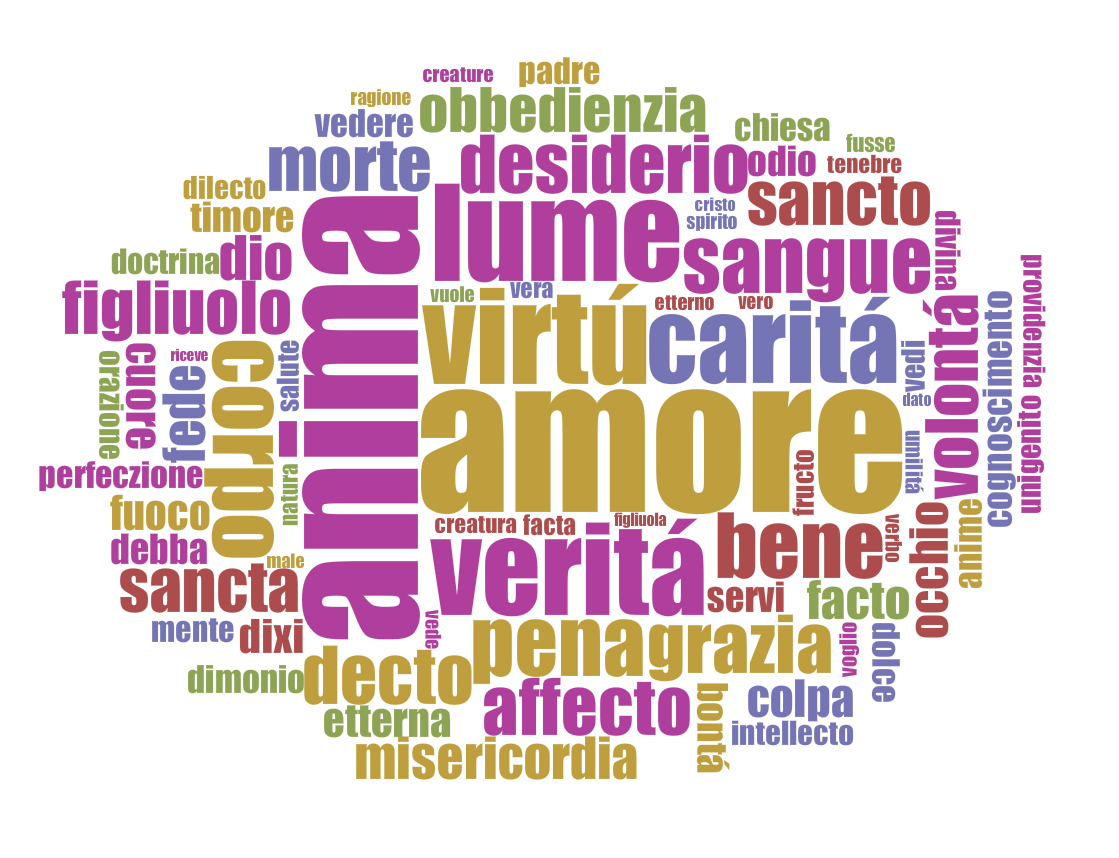 creature
padre
ragione
obbedienzia
vedere
chiesa
fusse
morte
desiderio
odio
tenebre
dilecto
sancto
timore
anima
lume
cristo
spirito
doctrina
dio
sangue
divina
figliuolo
vuole
vera
etterno
vero
providenzia
unigenito
virtú
caritá
volontá
cognoscimento
orazione
cuore
riceve
fede
corpo
salute
vedi
dato
amore
umilitá
perfeczione
natura
fructo
fuoco
creatura
facta
figliuola
bene
verbo
occhio
anime
debba
male
veritá
sancta
servi
facto
mente
dixi
vede
pena
grazia
voglio
dolce
dimonio
decto
affecto
bontá
colpa
etterna
intellecto
misericordia